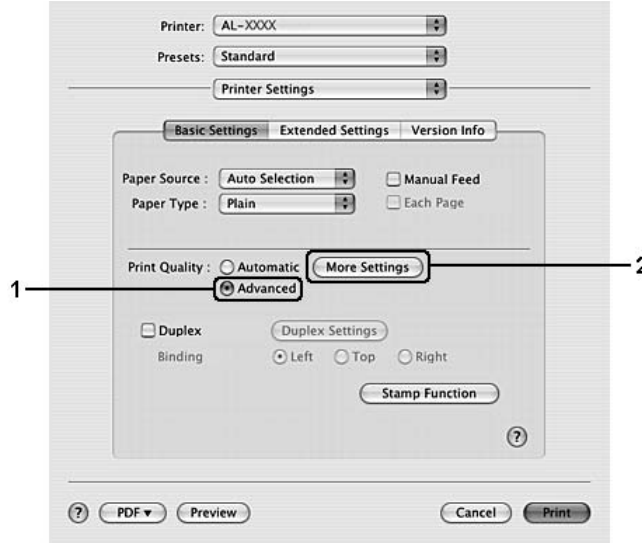 Printer: AL-XXXX
Presets: Standard
Printer Settings
Basic Settings Extended Settings Version Info
Paper Source : Auto Selection Manual Feed
Paper Type : Plain Each Page
Print Quality : Automatic More Settings 2
1 Advanced
Duplex Duplex Settings
Binding Left Top Right
Stamp Function
?
? PDF ▼ Preview Cancel Print